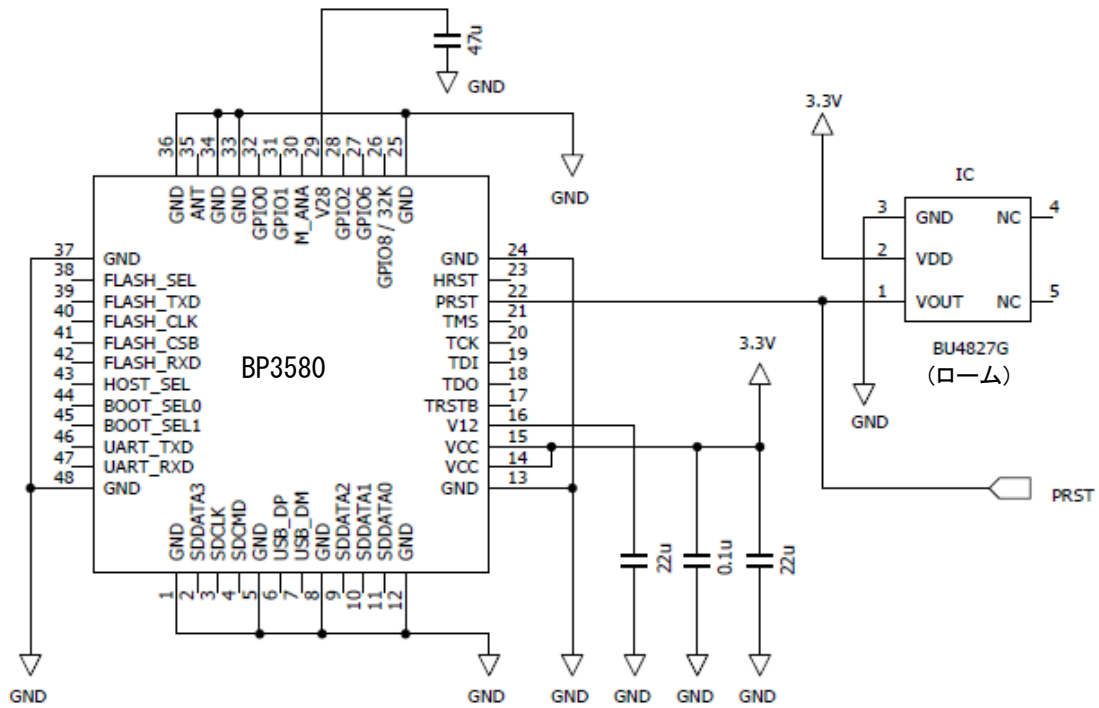 47u
GND
36
35
34
33
32
31
30
29
28
27
26
25
GND
ANT
GND
GND
GPIO0
GPIO1
M_ANA
V28
GPIO2
GPIO6
GPIO8/32K
GND
GND
37 GND
38 FLASH_SEL
39 FLASH_TXD
40 FLASH_CLK
41 FLASH_CSB
42 FLASH_RXD
43 HOST_SEL
44 BOOT_SEL0
45 BOOT_SEL1
46 UART_TXD
47 UART_RXD
48 GND
BP3580
GND 24
HRST 23
PRST 22
TMS 21
TCK 20
TDI 19
TDO 18
TRSTB 17
V12 16
VCC 15
VCC 14
GND 13
GND
SDDATA3
SDCLK
SDCMD
GND
USB_DP
USB_DM
GND
SDDATA2
SDDATA1
SDDATA0
GND
1
2
3
4
5
6
7
8
9
10
11
12
3.3V
IC
3 GND NC 4
2 VDD
1 VOUT NC 5
BU4827G
(ローム)
GND
3.3V
PRST
22u
0.1u
22u
GND
GND
GND
GND
GND
GND